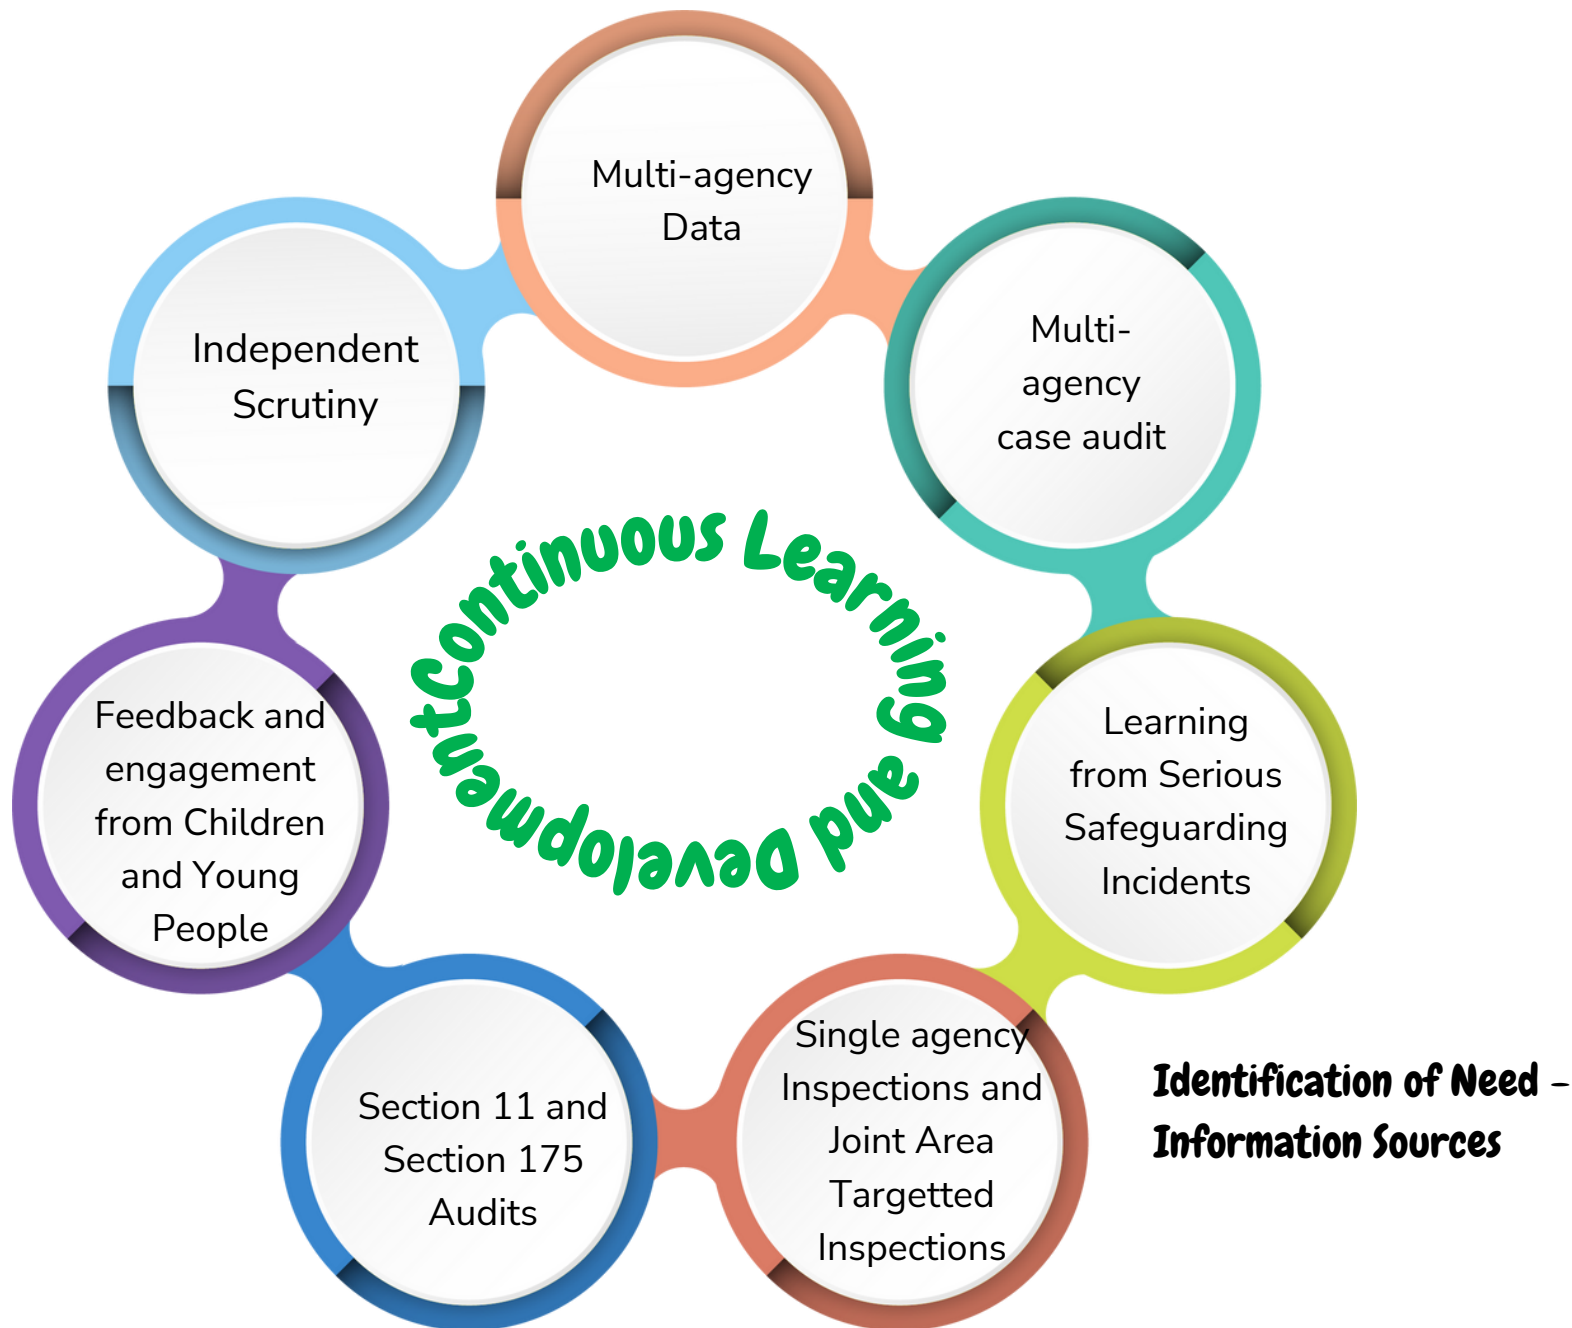 Multi-agency
Data
Independent
Scrutiny
Multi-
agency
case audit
Continuous Learning and Development
Feedback and
engagement
from Children
and Young
People
Learning
from Serious
Safeguarding
Incidents
Section 11 and
Section 175
Audits
Single agency
Inspections and
Joint Area
Targetted
Inspections
Identification of Need -
Information Sources